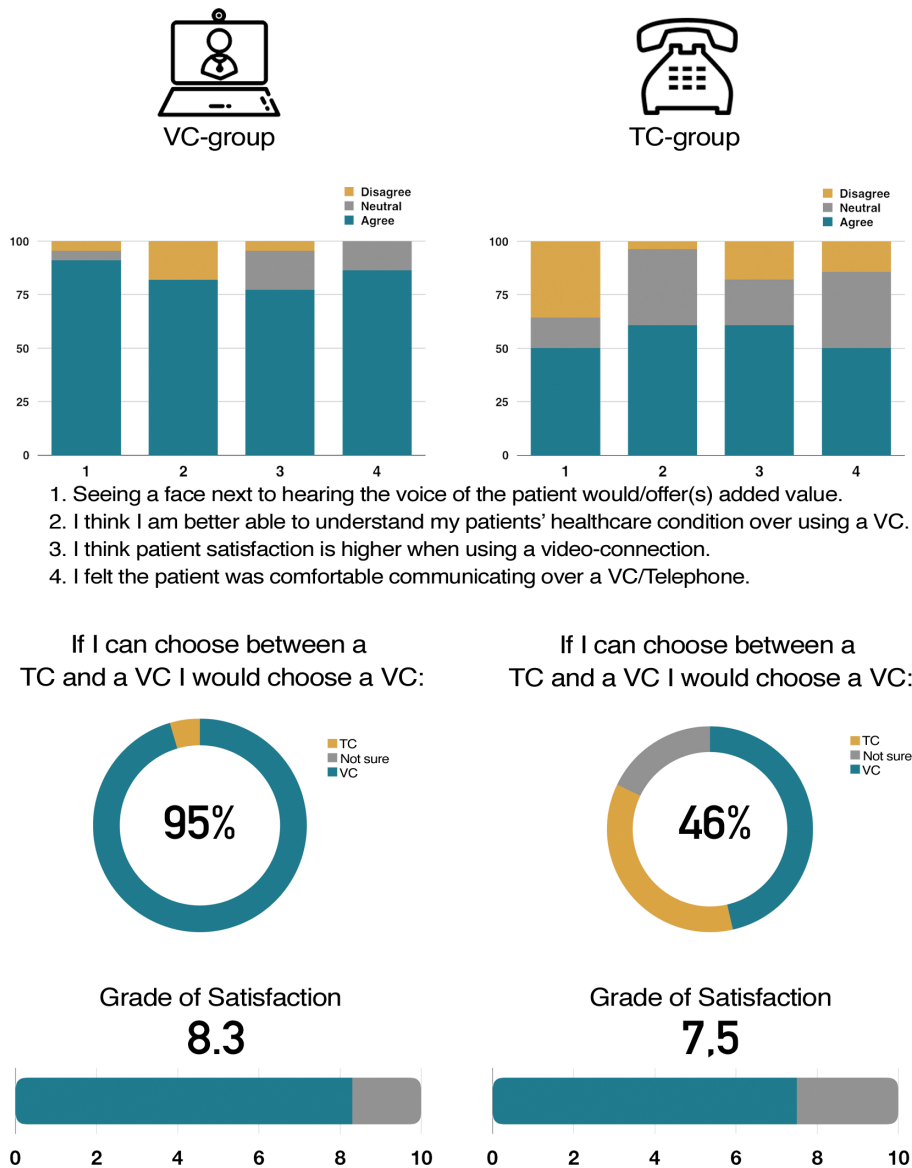 VC-group
TC-group
Disagree
Neutral
Agree
100
75
50
25
0
1 2 3 4
Disagree
Neutral
Agree
100
75
50
25
0
1 2 3 4
1. Seeing a face next to hearing the voice of the patient would/offer(s) added value.
2. I think I am better able to understand my patients' healthcare condition over using a VC.
3. I think patient satisfaction is higher when using a video-connection.
4. I felt the patient was comfortable communicating over a VC/Telephone.
If I can choose between a
TC and a VC I would choose a VC:
TC
Not sure
VC
95%
If I can choose between a
TC and a VC I would choose a VC:
TC
Not sure
VC
46%
Grade of Satisfaction
8.3
0 2 4 6 8 10
Grade of Satisfaction
7,5
0 2 4 6 8 10